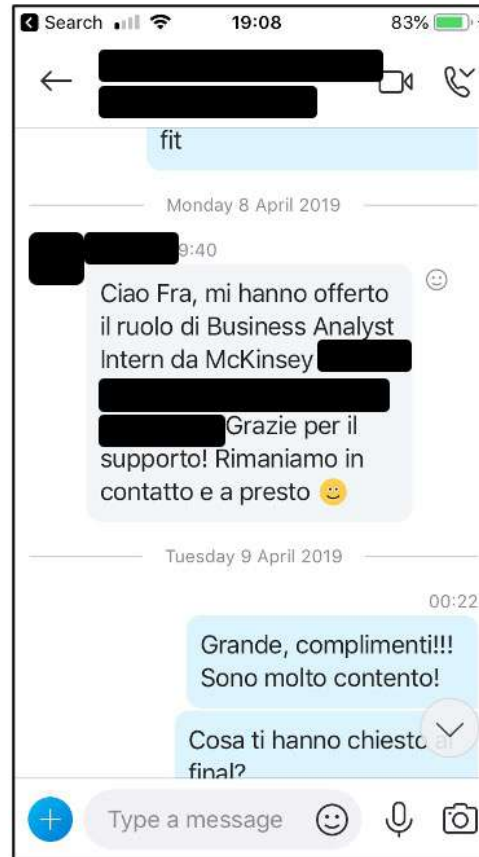 Search 19:08 83%
fit
Monday 8 April 2019
9:40
Ciao Fra, mi hanno offerto
il ruolo di Business Analyst
Intern da McKinsey
Grazie per il
supporto! Rimaniamo in
contatto e a presto
Tuesday 9 April 2019
00:22
Grande, complimenti!!!
Sono molto contento!
Cosa ti hanno chiesto
final?
Type a message